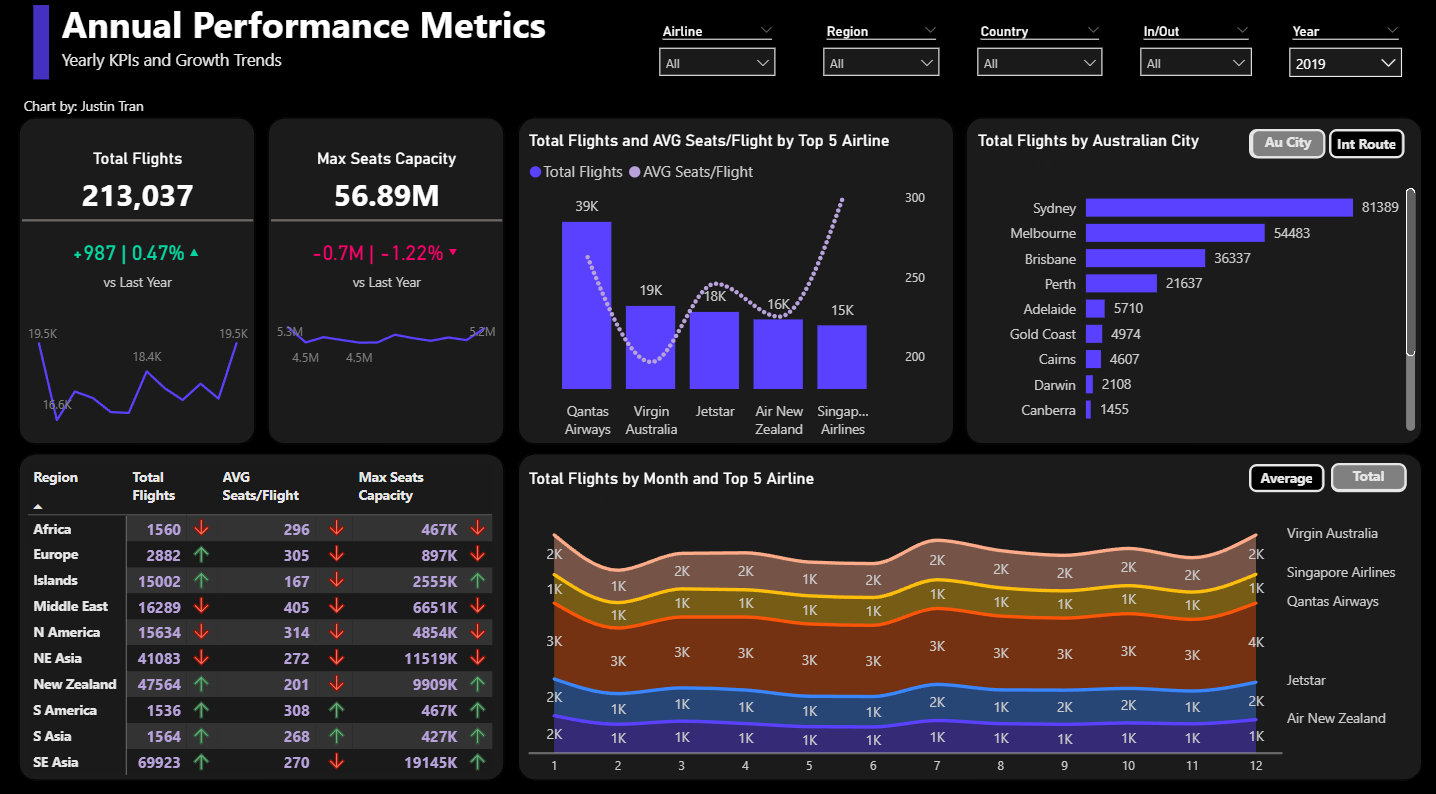 Annual Performance Metrics
Yearly KPIs and Growth Trends
Airline
All
Region
All
Country
All
In/Out
All
Year
2019
Chart by: Justin Tran
Total Flights
213,037
+987 | 0.47%
vs Last Year
19.5K
16.6K
18.4K
19.5K
Max Seats Capacity
56.89M
-0.7M | -1.22%
vs Last Year
5.3M
4.5M
4.5M
5.2M
Total Flights and AVG Seats/Flight by Top 5 Airline
Total Flights AVG Seats/Flight
39K
19K
18K
16K
15K
300
250
200
Qantas
Airways
Virgin
Australia
Jetstar
Air New
Zealand
Singap...
Airlines
Total Flights by Australian City
Au City
Int Route
Sydney 81389
Melbourne 54483
Brisbane 36337
Perth 21637
Adelaide 5710
Gold Coast 4974
Cairns 4607
Darwin 2108
Canberra 1455
Region Total Flights AVG Seats/Flight Max Seats Capacity
Africa 1560 296 467K
Europe 2882 305 897K
Islands 15002 167 2555K
Middle East 16289 405 6651K
N America 15634 314 4854K
NE Asia 41083 272 11519K
New Zealand 47564 201 9909K
S America 1536 308 467K
S Asia 1564 268 427K
SE Asia 69923 270 19145K
Total Flights by Month and Top 5 Airline
Average
Total
2K 1K 2K 2K 1K 2K 2K 2K 2K 2K 2K 2K
Virgin Australia
1K 1K 1K 1K 1K 1K 1K 1K 1K 1K 1K 1K
Singapore Airlines
3K 3K 3K 3K 3K 3K 3K 3K 3K 3K 3K 4K
Qantas Airways
2K 1K 1K 1K 1K 1K 2K 1K 2K 2K 1K 2K
Jetstar
2K 1K 1K 1K 1K 1K 1K 1K 1K 1K 1K 1K
Air New Zealand
1 2 3 4 5 6 7 8 9 10 11 12